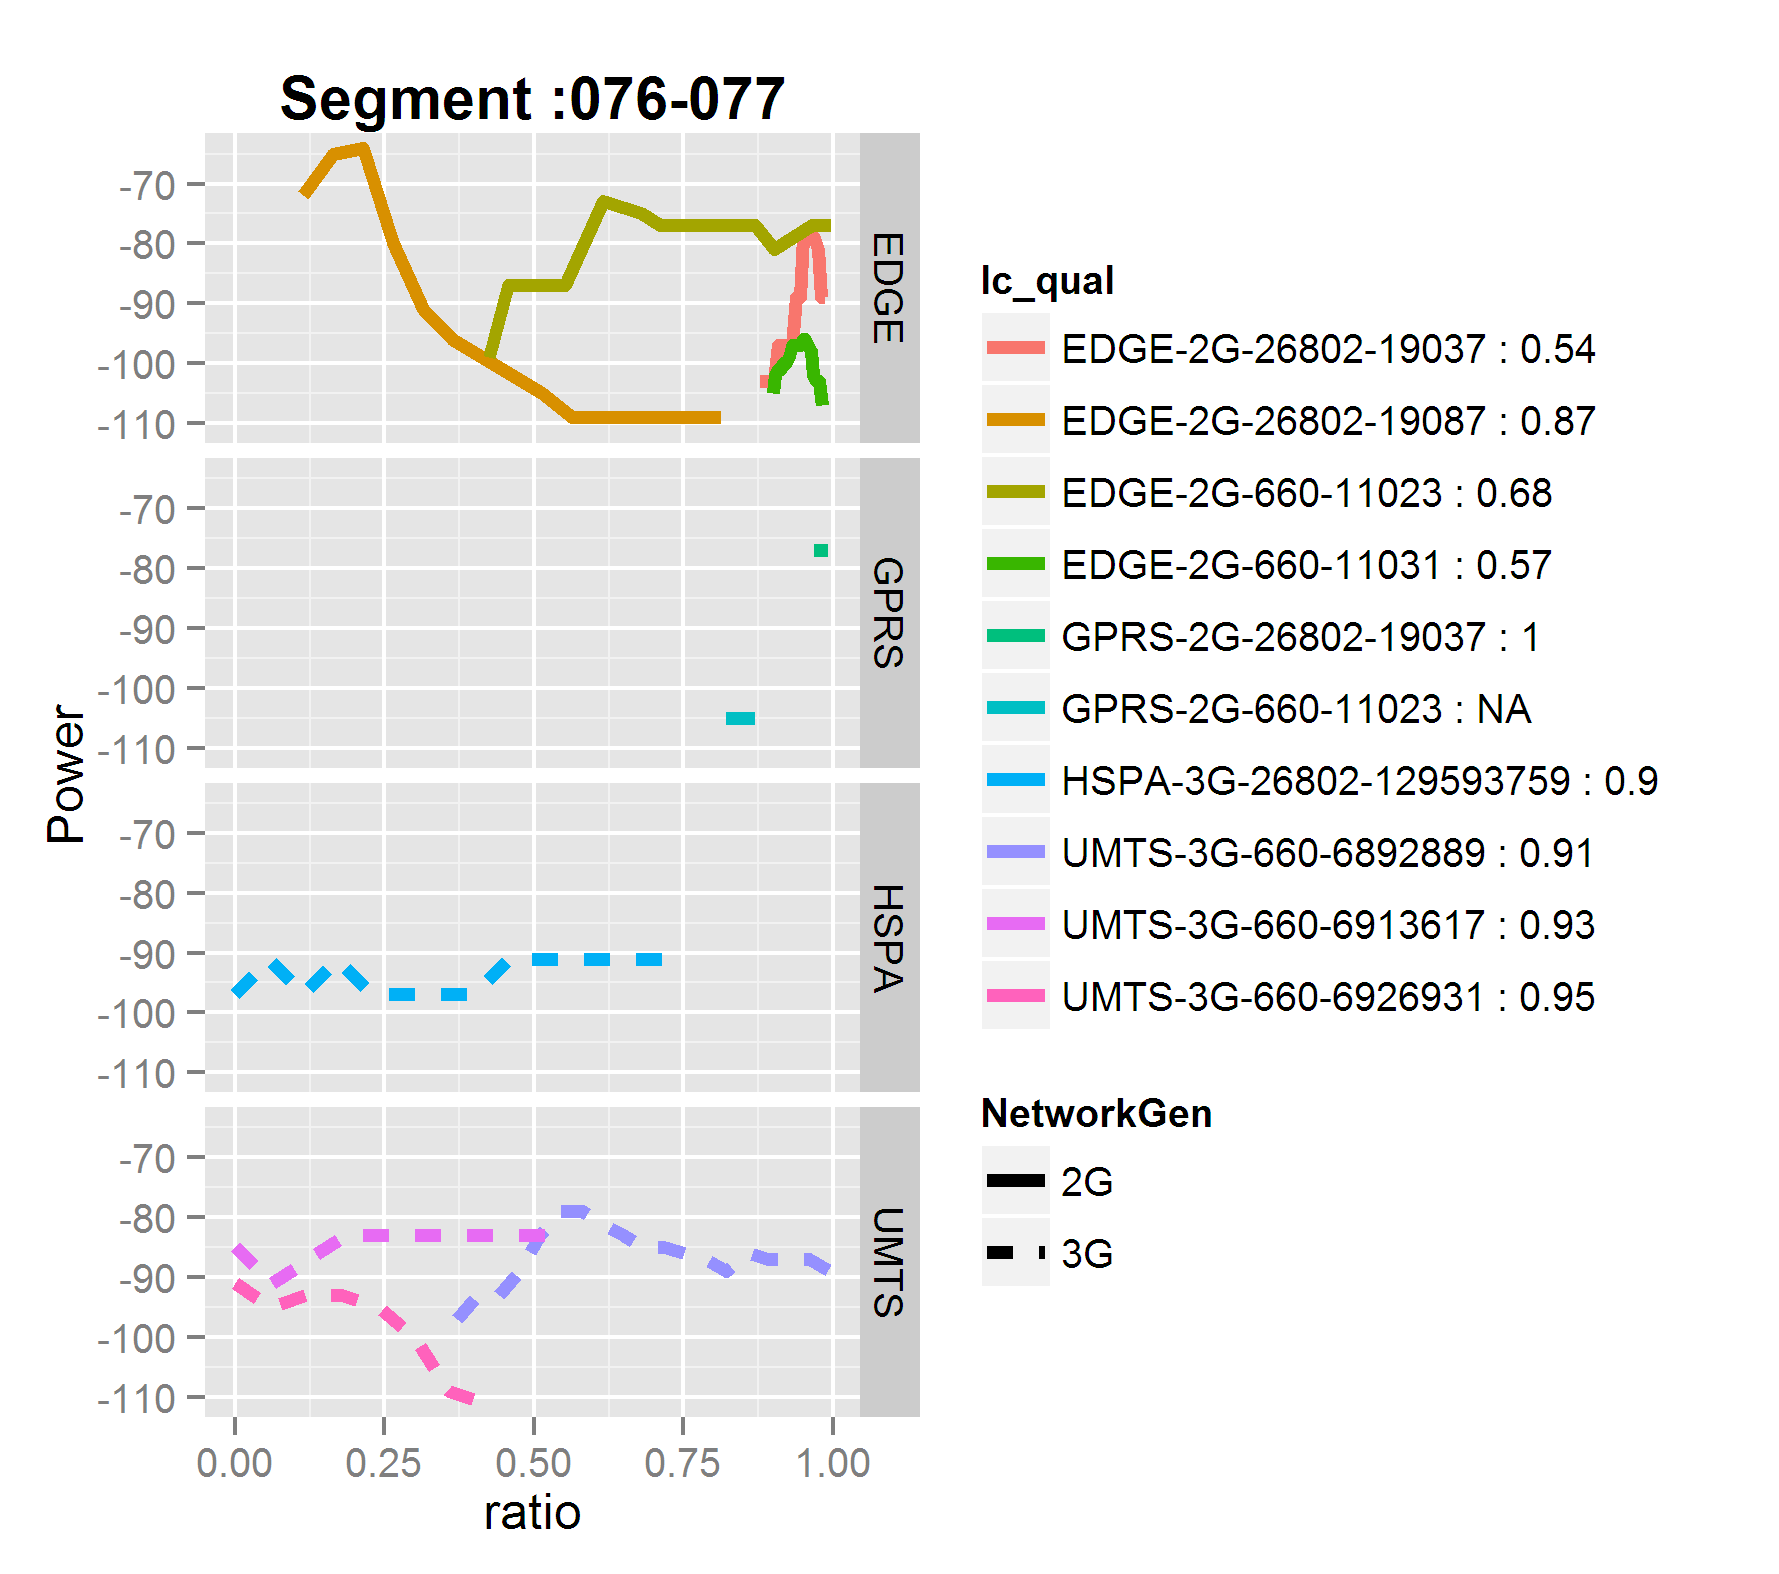 Segment :076-077
-70
-80
-90
-100
-110
EDGE
-70
-80
-90
-100
-110
GPRS
-70
-80
-90
-100
-110
HSPA
-70
-80
-90
-100
-110
UMTS
Power
0.00 0.25 0.50 0.75 1.00
ratio
lc_qual
EDGE-2G-26802-19037 : 0.54
EDGE-2G-26802-19087 : 0.87
EDGE-2G-660-11023 : 0.68
EDGE-2G-660-11031 : 0.57
GPRS-2G-26802-19037 : 1
GPRS-2G-660-11023 : NA
HSPA-3G-26802-129593759 : 0.9
UMTS-3G-660-6892889 : 0.91
UMTS-3G-660-6913617 : 0.93
UMTS-3G-660-6926931 : 0.95
NetworkGen
2G
3G